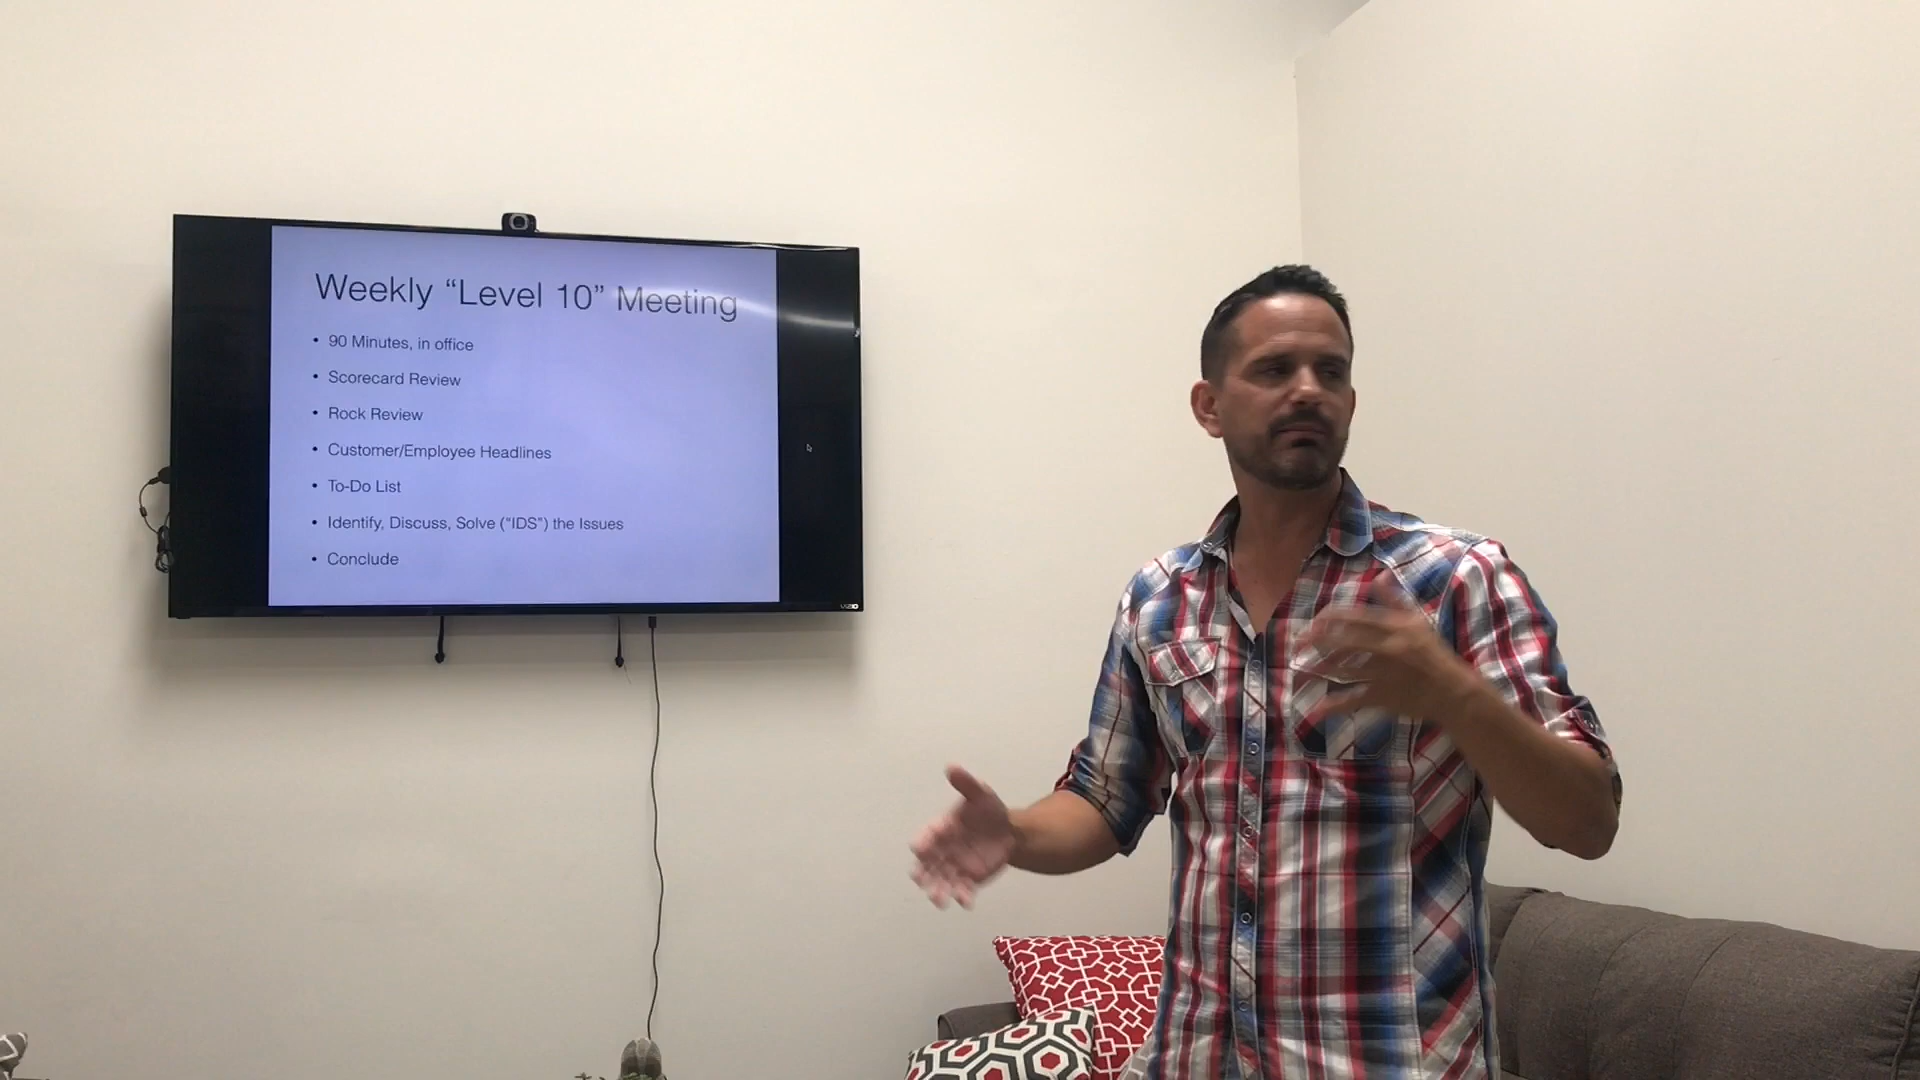 Weekly “Level 10” Meeting
• 90 Minutes, in office
• Scorecard Review
• Rock Review
• Customer/Employee Headlines
• To-Do List
• Identify, Discuss, Solve (“IDS”) the Issues
• Conclude
VIZIO